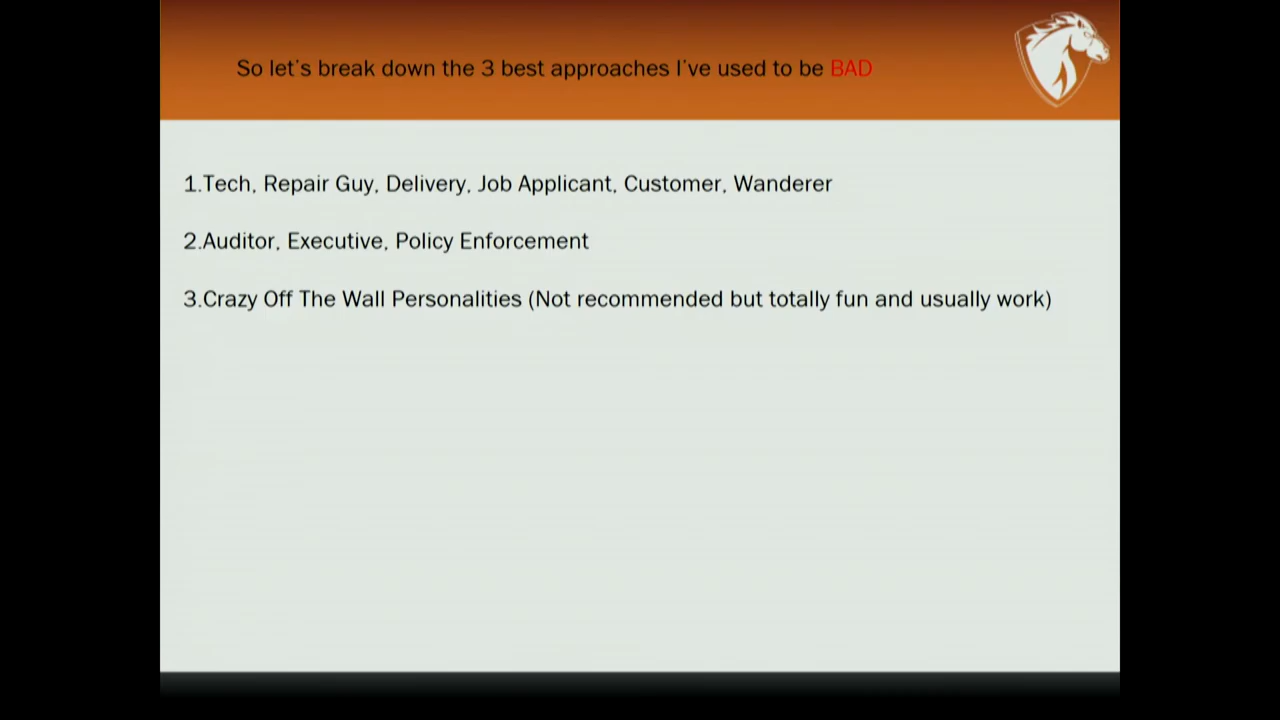 So let's break down the 3 best approaches I've used to be BAD
1.Tech, Repair Guy, Delivery, Job Applicant, Customer, Wanderer
2.Auditor, Executive, Policy Enforcement
3.Crazy Off The Wall Personalities (Not recommended but totally fun and usually work)